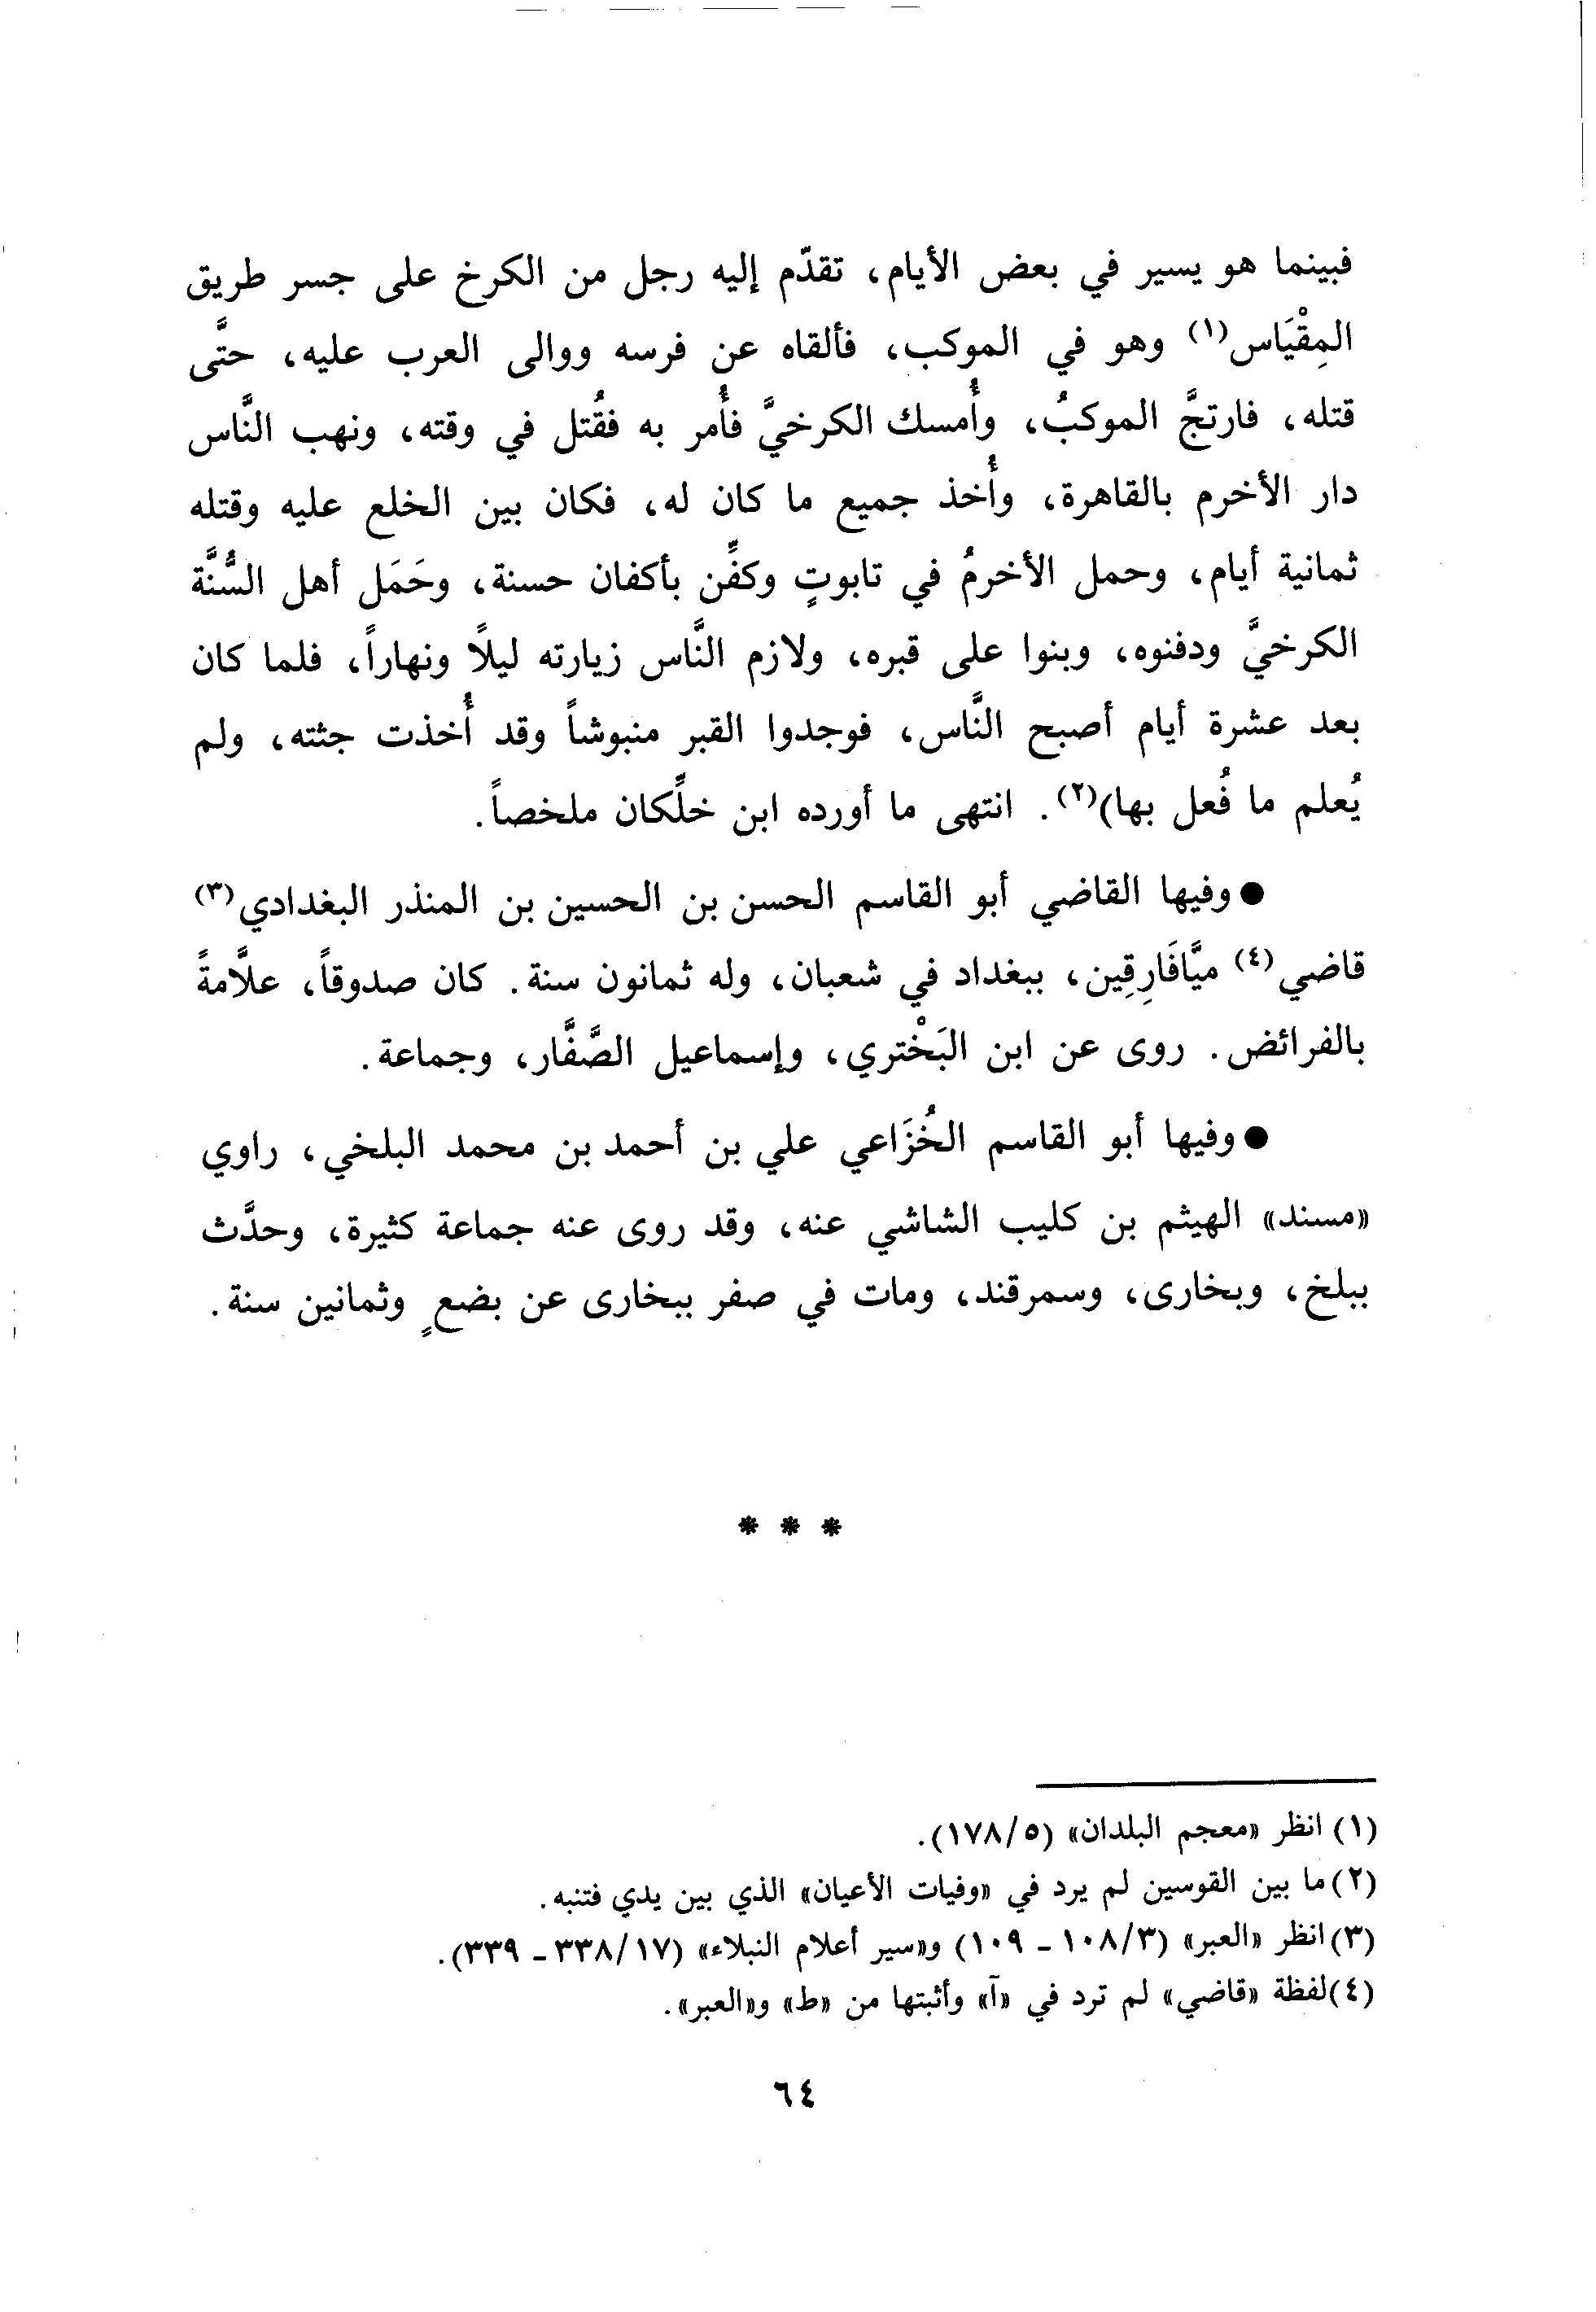 فبينما هو يسير في بعض الأيام، تقدّم إليه رجل من الكرخ على جسر طريق
المِقْيَاس(١) وهو في الموكب، فألقاه عن فرسه ووالى العرب عليه، حتَّى
قتله، فارتجَّ الموكبُ، وأُمسك الكرخيَّ فأُمر به فقُتل في وقته، ونهب النَّاس
دار الأخرم بالقاهرة، وأُخذ جميع ما كان له، فكان بين الخلع عليه وقتله
ثمانية أيام، وحمل الأخرمُ في تابوتٍ وكفِّن بأكفان حسنة، وحَمَل أهل السُّنَّة
الكرخيَّ ودفنوه، وبنوا على قبره، ولازم النَّاس زيارته ليلًا ونهاراً، فلما كان
بعد عشرة أيام أصبح النَّاس، فوجدوا القبر منبوشاً وقد أُخذت جثته، ولم
يُعلم ما فُعل بها)(٢). انتهى ما أورده ابن خلِّكان ملخصاً.
● وفيها القاضي أبو القاسم الحسن بن الحسين بن المنذر البغدادي(٣)
قاضي(٤) ميَّافَارِقِين، ببغداد في شعبان، وله ثمانون سنة. كان صدوقاً، علاَّمةً
بالفرائض. روى عن ابن البَخْتري، وإسماعيل الصَّفَّار، وجماعة.
● وفيها أبو القاسم الخُزَاعي علي بن أحمد بن محمد البلخي، راوي
«مسند» الهيثم بن كليب الشاشي عنه، وقد روى عنه جماعة كثيرة، وحدَّث
ببلخ، وبخارى، وسمرقند، ومات في صفر ببخارى عن بضعٍ وثمانين سنة.
* * *
(١) انظر «معجم البلدان» (١٧٨/٥).
(٢) ما بين القوسين لم يرد في «وفيات الأعيان» الذي بين يدي فتنبه.
(٣) انظر «العبر» (١٠٨/٣ - ١٠٩) و«سير أعلام النبلاء» (٣٣٨/١٧ - ٣٣٩).
(٤) لفظة «قاضي» لم ترد في «آ» وأثبتها من «ط» و«العبر».
٦٤